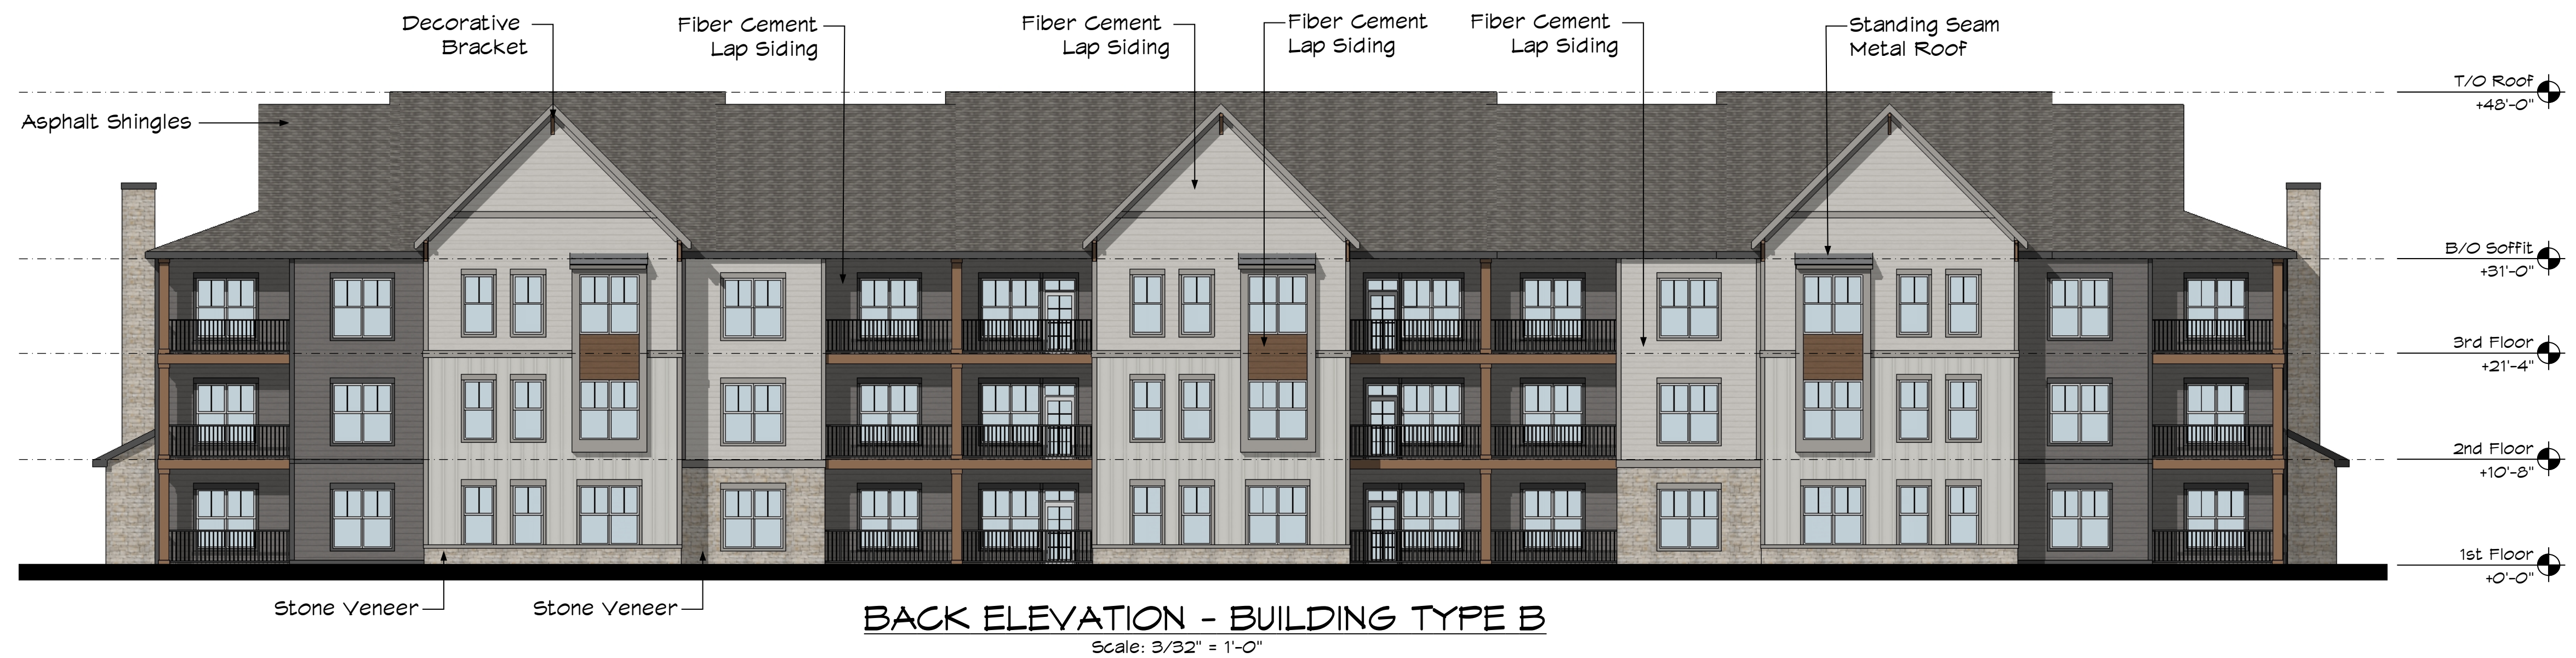 Decorative
Bracket
Fiber Cement
Lap Siding
Fiber Cement
Lap Siding
Fiber Cement
Lap Siding
Fiber Cement
Lap Siding
Standing Seam
Metal Roof
T/O Roof
+48'-0"
Asphalt Shingles
B/O Soffit
+31'-0"
3rd Floor
+21'-4"
2nd Floor
+10'-8"
1st Floor
+0'-0"
Stone Veneer
Stone Veneer
BACK ELEVATION - BUILDING TYPE B
Scale: 3/32" = 1'-0"